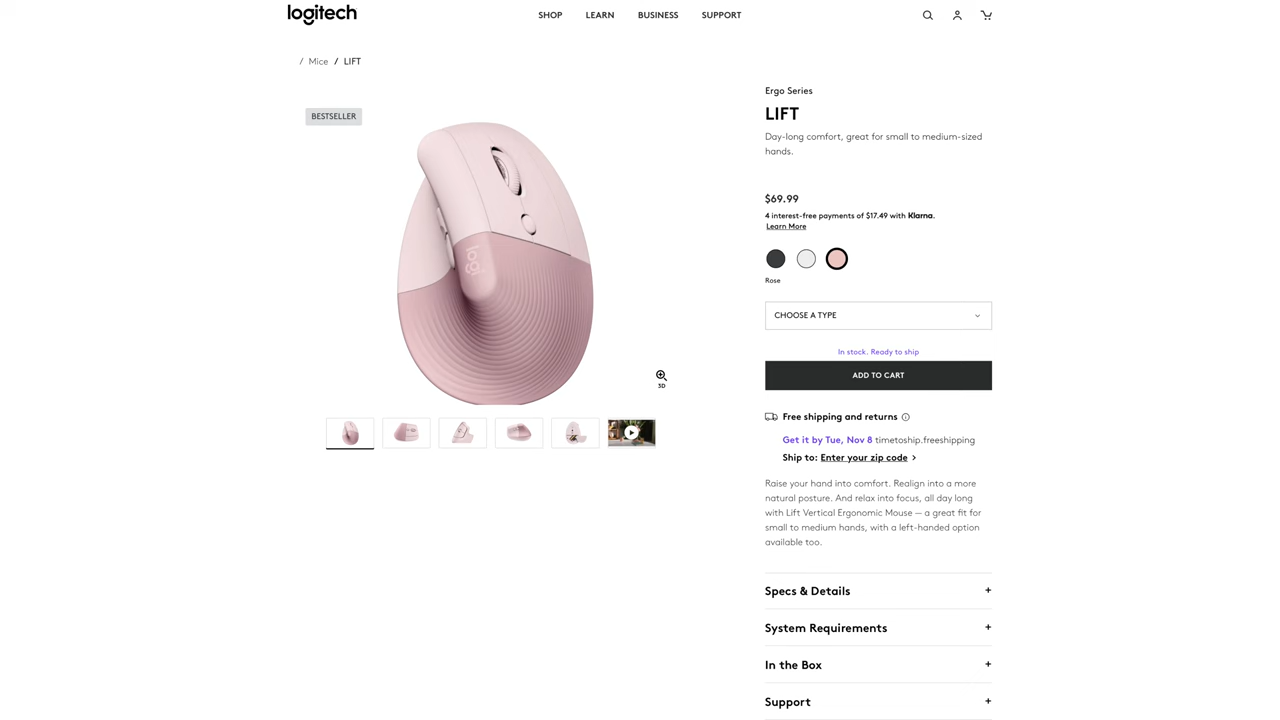 logitech
SHOP LEARN BUSINESS SUPPORT
/ Mice / LIFT
BESTSELLER
logi
3D
Ergo Series
LIFT
Day-long comfort, great for small to medium-sized
hands.
$69.99
4 interest-free payments of $17.49 with Klarna.
Learn More
Rose
CHOOSE A TYPE
In stock. Ready to ship
ADD TO CART
Free shipping and returns
Get it by Tue, Nov 8 timetoship.freeshipping
Ship to: Enter your zip code
Raise your hand into comfort. Realign into a more
natural posture. And relax into focus, all day long
with Lift Vertical Ergonomic Mouse — a great fit for
small to medium hands, with a left-handed option
available too.
Specs & Details +
System Requirements +
In the Box +
Support +